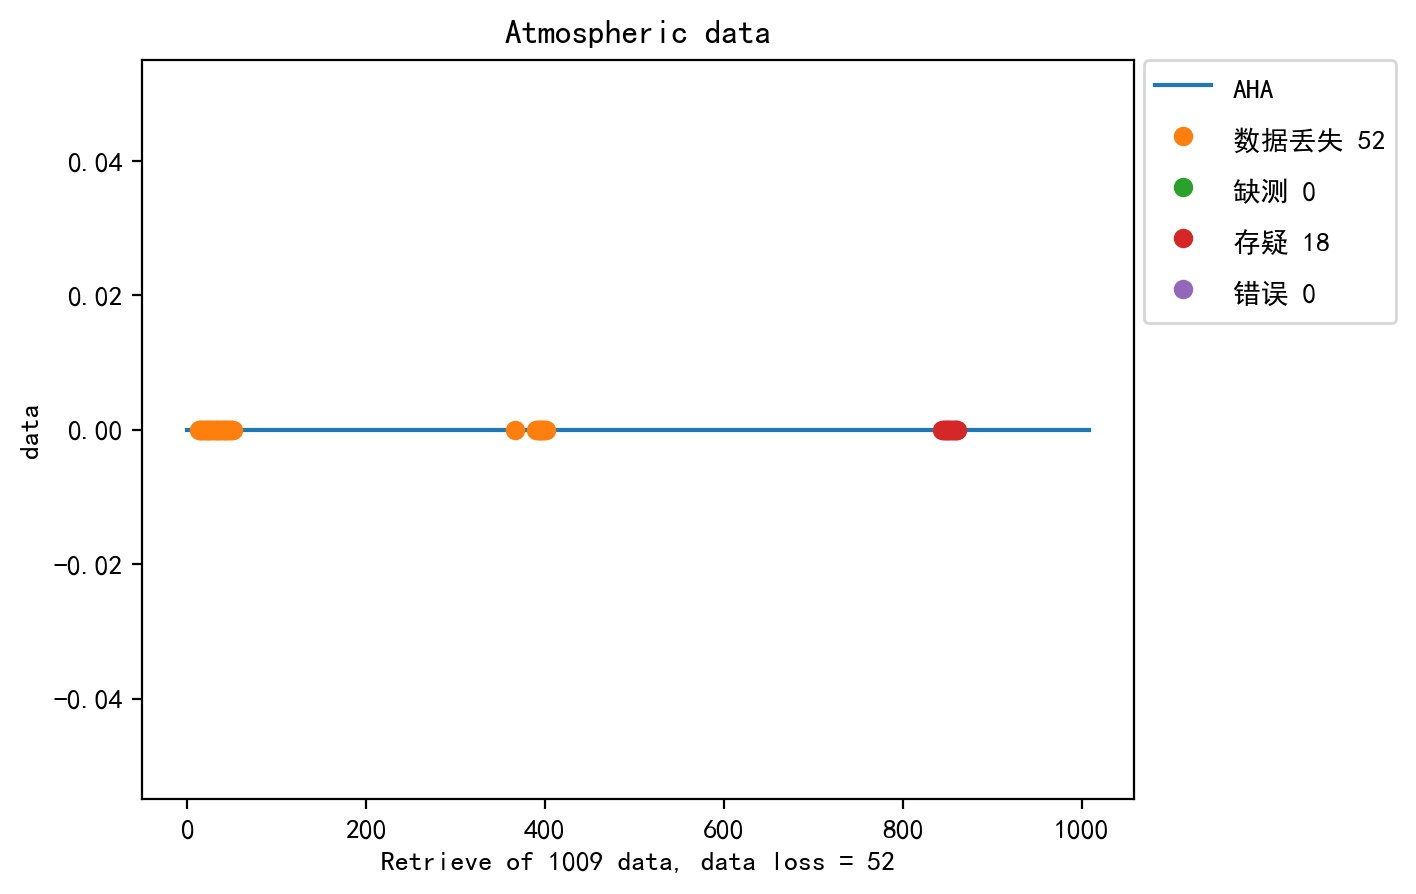 Atmospheric data
AHA
数据丢失 52
缺测 0
存疑 18
错误 0
data
0.04
0.02
0.00
−0.02
−0.04
0 200 400 600 800 1000
Retrieve of 1009 data, data loss = 52